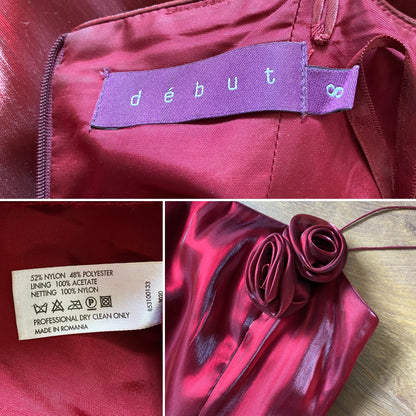 début
8
52% NYLON 48% POLYESTER
LINING 100% ACETATE
NETTING 100% NYLON
PROFESSIONAL DRY CLEAN ONLY
MADE IN ROMANIA
853100133